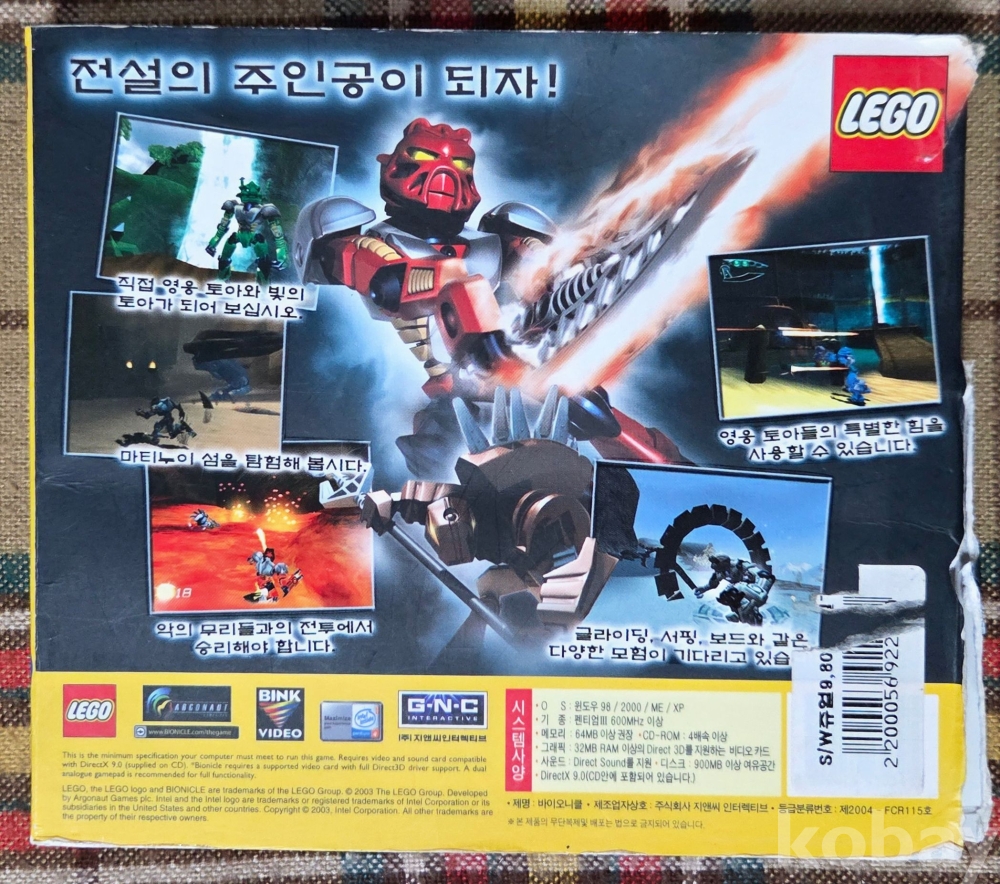 전설의 주인공이 되자!
LEGO
직접 영웅 토아와 빛의
토아가 되어 보십시오.
마티누이 섬을 탐험해 봅시다.
영웅 토아들의 특별한 힘을
사용할 수 있습니다.
18
악의 무리들과의 전투에서
승리해야 합니다.
글라이딩, 서핑, 보드와 같은
다양한 모험이 기다리고 있습
LEGO
ARGONAUT
www.BIONICLE.com/thegame
BINK
VIDEO
intel
pentium 4
G·N·C
INTERACTIVE
(주)지앤씨인터렉티브
시스템사양
· O S : 윈도우 98 / 2000 / ME / XP
· 기 종 : 펜티엄III 600MHz 이상
· 메모리 : 64MB 이상 권장 · CD-ROM : 4배속 이상
· 그래픽 : 32MB RAM 이상의 Direct 3D를 지원하는 비디오 카드
· 사운드 : Direct Sound를 지원 · 디스크 : 900MB 이상 여유공간
· DirectX 9.0(CD안에 포함되어 있습니다.)
This is the minimum specification your computer must meet to run this game. Requires video and sound card compatible
with DirectX 9.0 (supplied on CD). *Bionicle requires a supported video card with full Direct3D driver support. A dual
analogue gamepad is recommended for full functionality.
LEGO, the LEGO logo and BIONICLE are trademarks of the LEGO Group. © 2003 The LEGO Group. Developed
by Argonaut Games plc. Intel and the Intel logo are trademarks or registered trademarks of Intel Corporation or its
subsidiaries in the United States and other countries. Copyright © 2003, Intel Corporation. All other trademarks are
the property of their respective owners.
· 제명 : 바이오니클 · 제조업자상호 : 주식회사 지앤씨 인터렉티브 · 등급분류번호 : 제2004 - FCR115호
※ 본 제품의 무단복제및 배포는 법으로 금지되어 있습니다.
S/W쥬얼9,80
2200005692
kobay